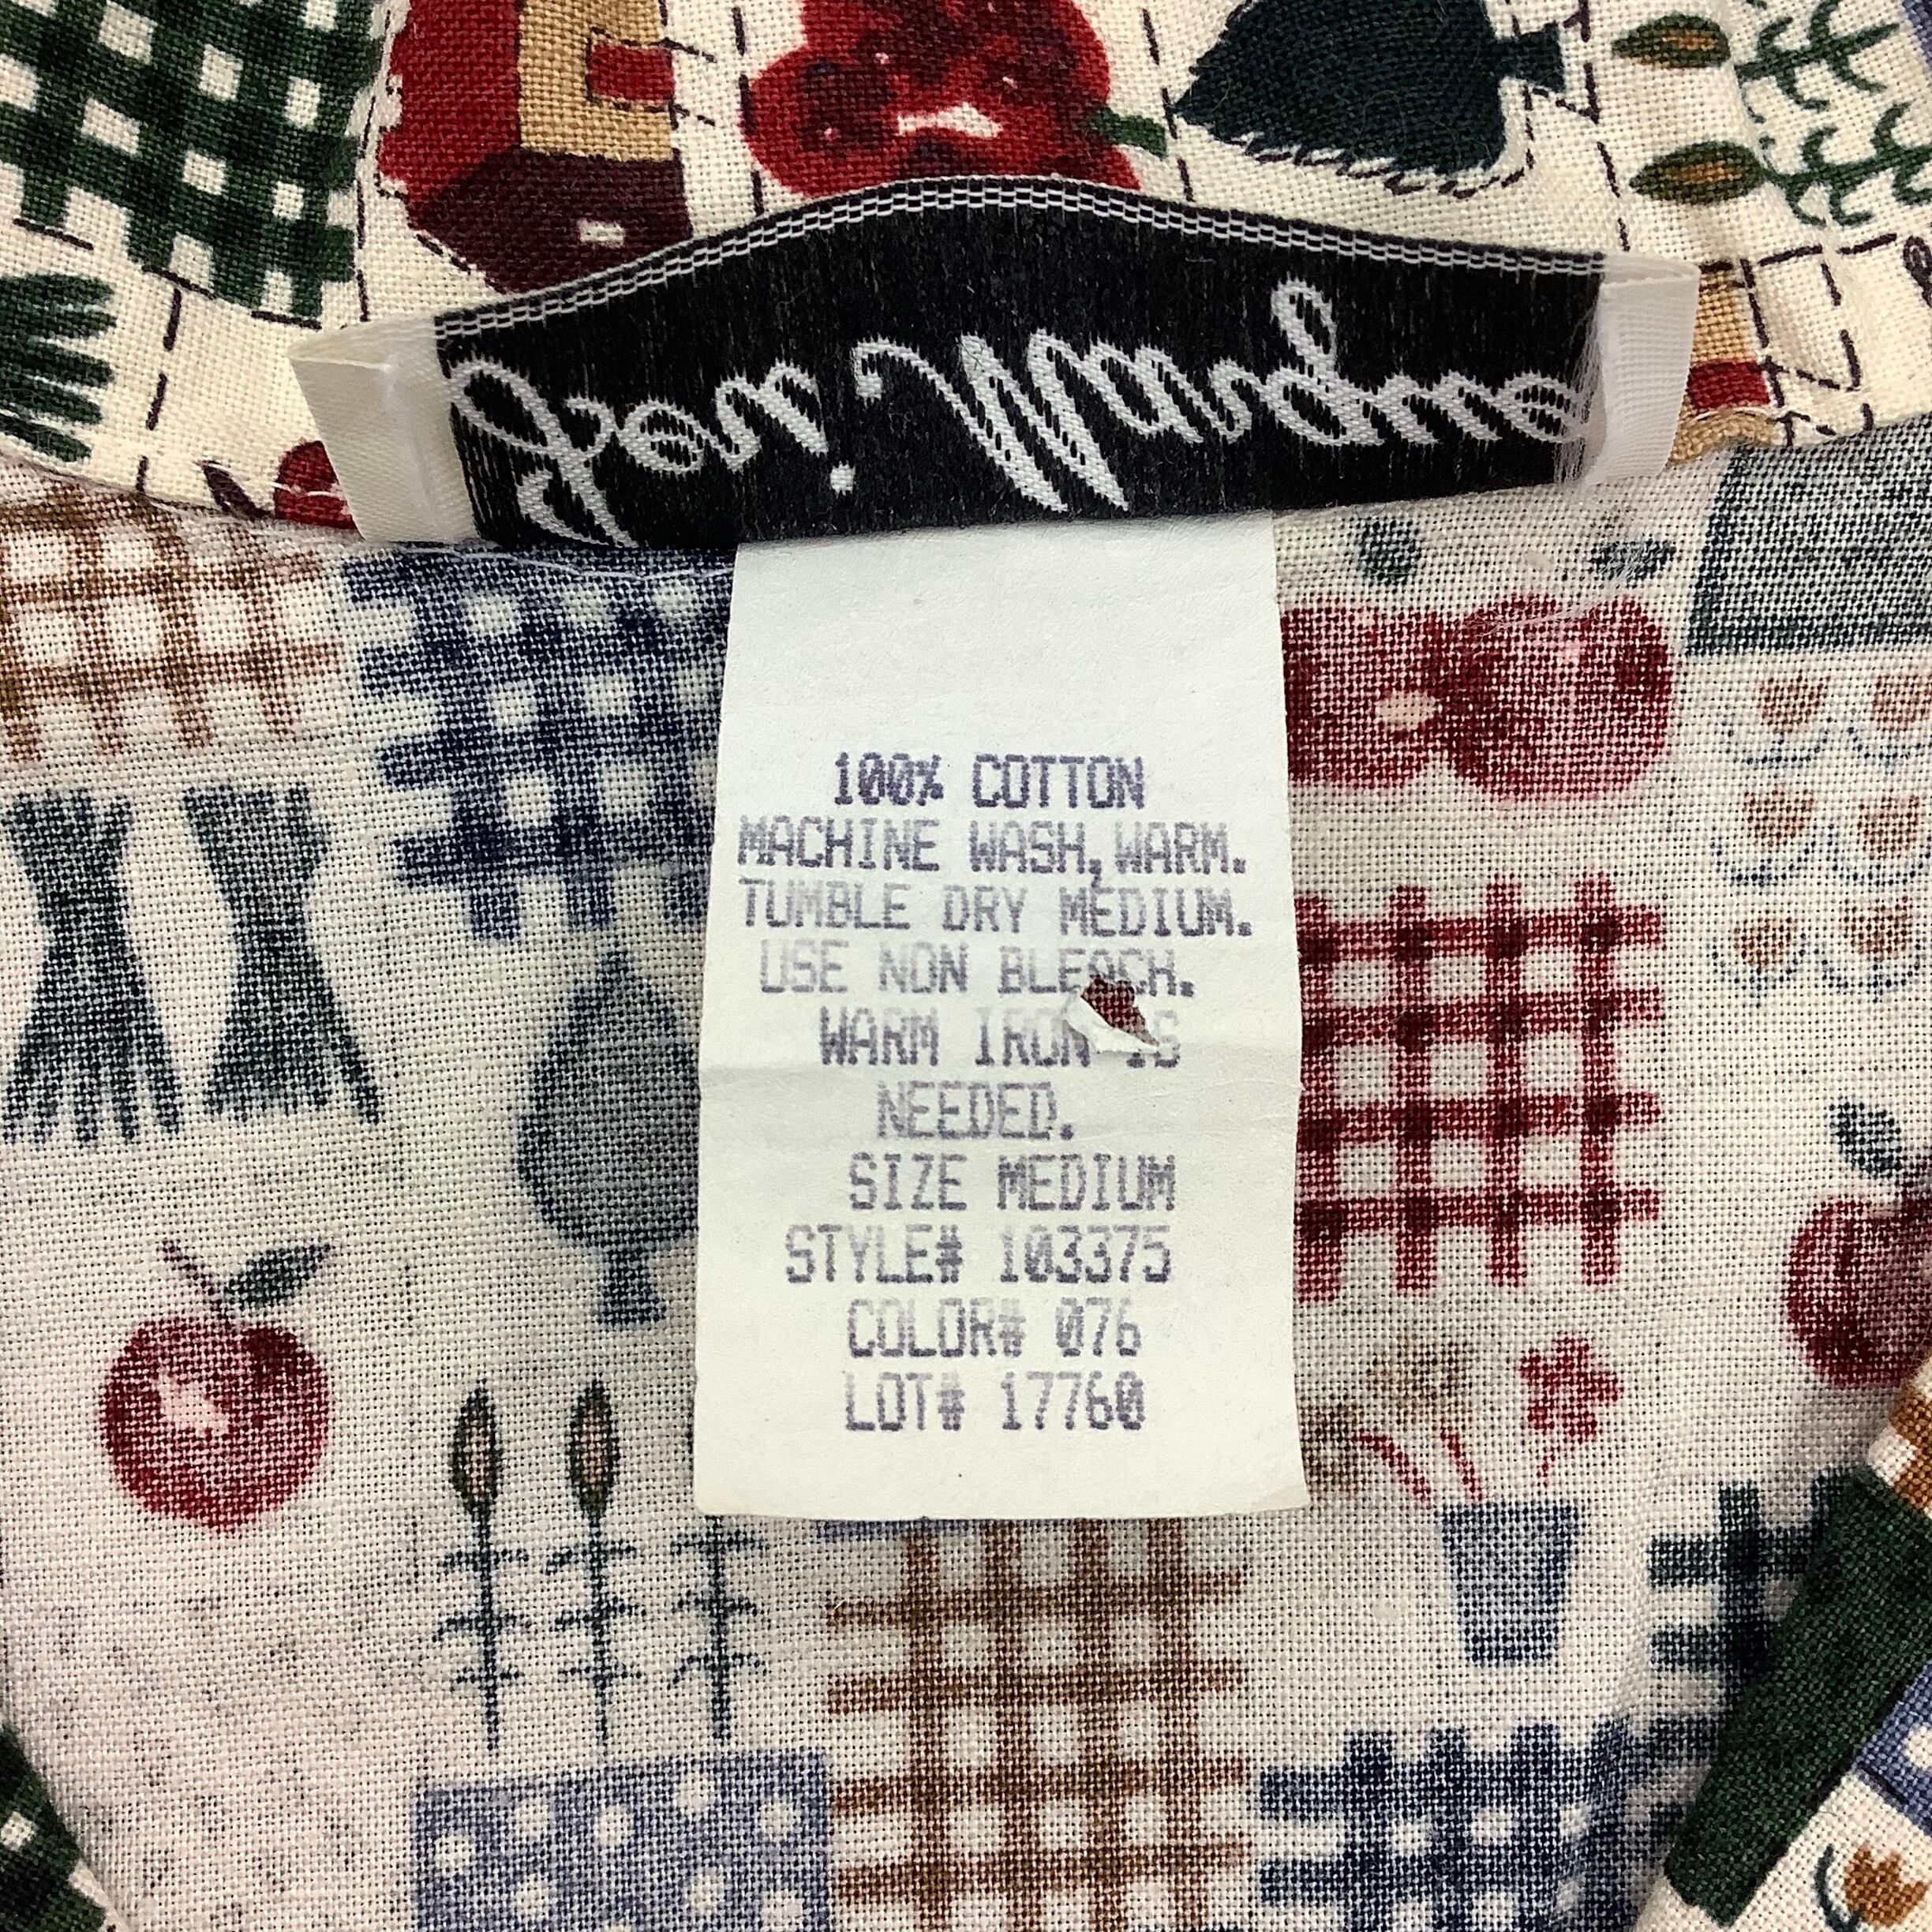 100% COTTON
MACHINE WASH, WARM.
TUMBLE DRY MEDIUM.
USE NON BLEACH.
WARM IRON IS
NEEDED.
SIZE MEDIUM
STYLE# 103375
COLOR# 076
LOT# 17760